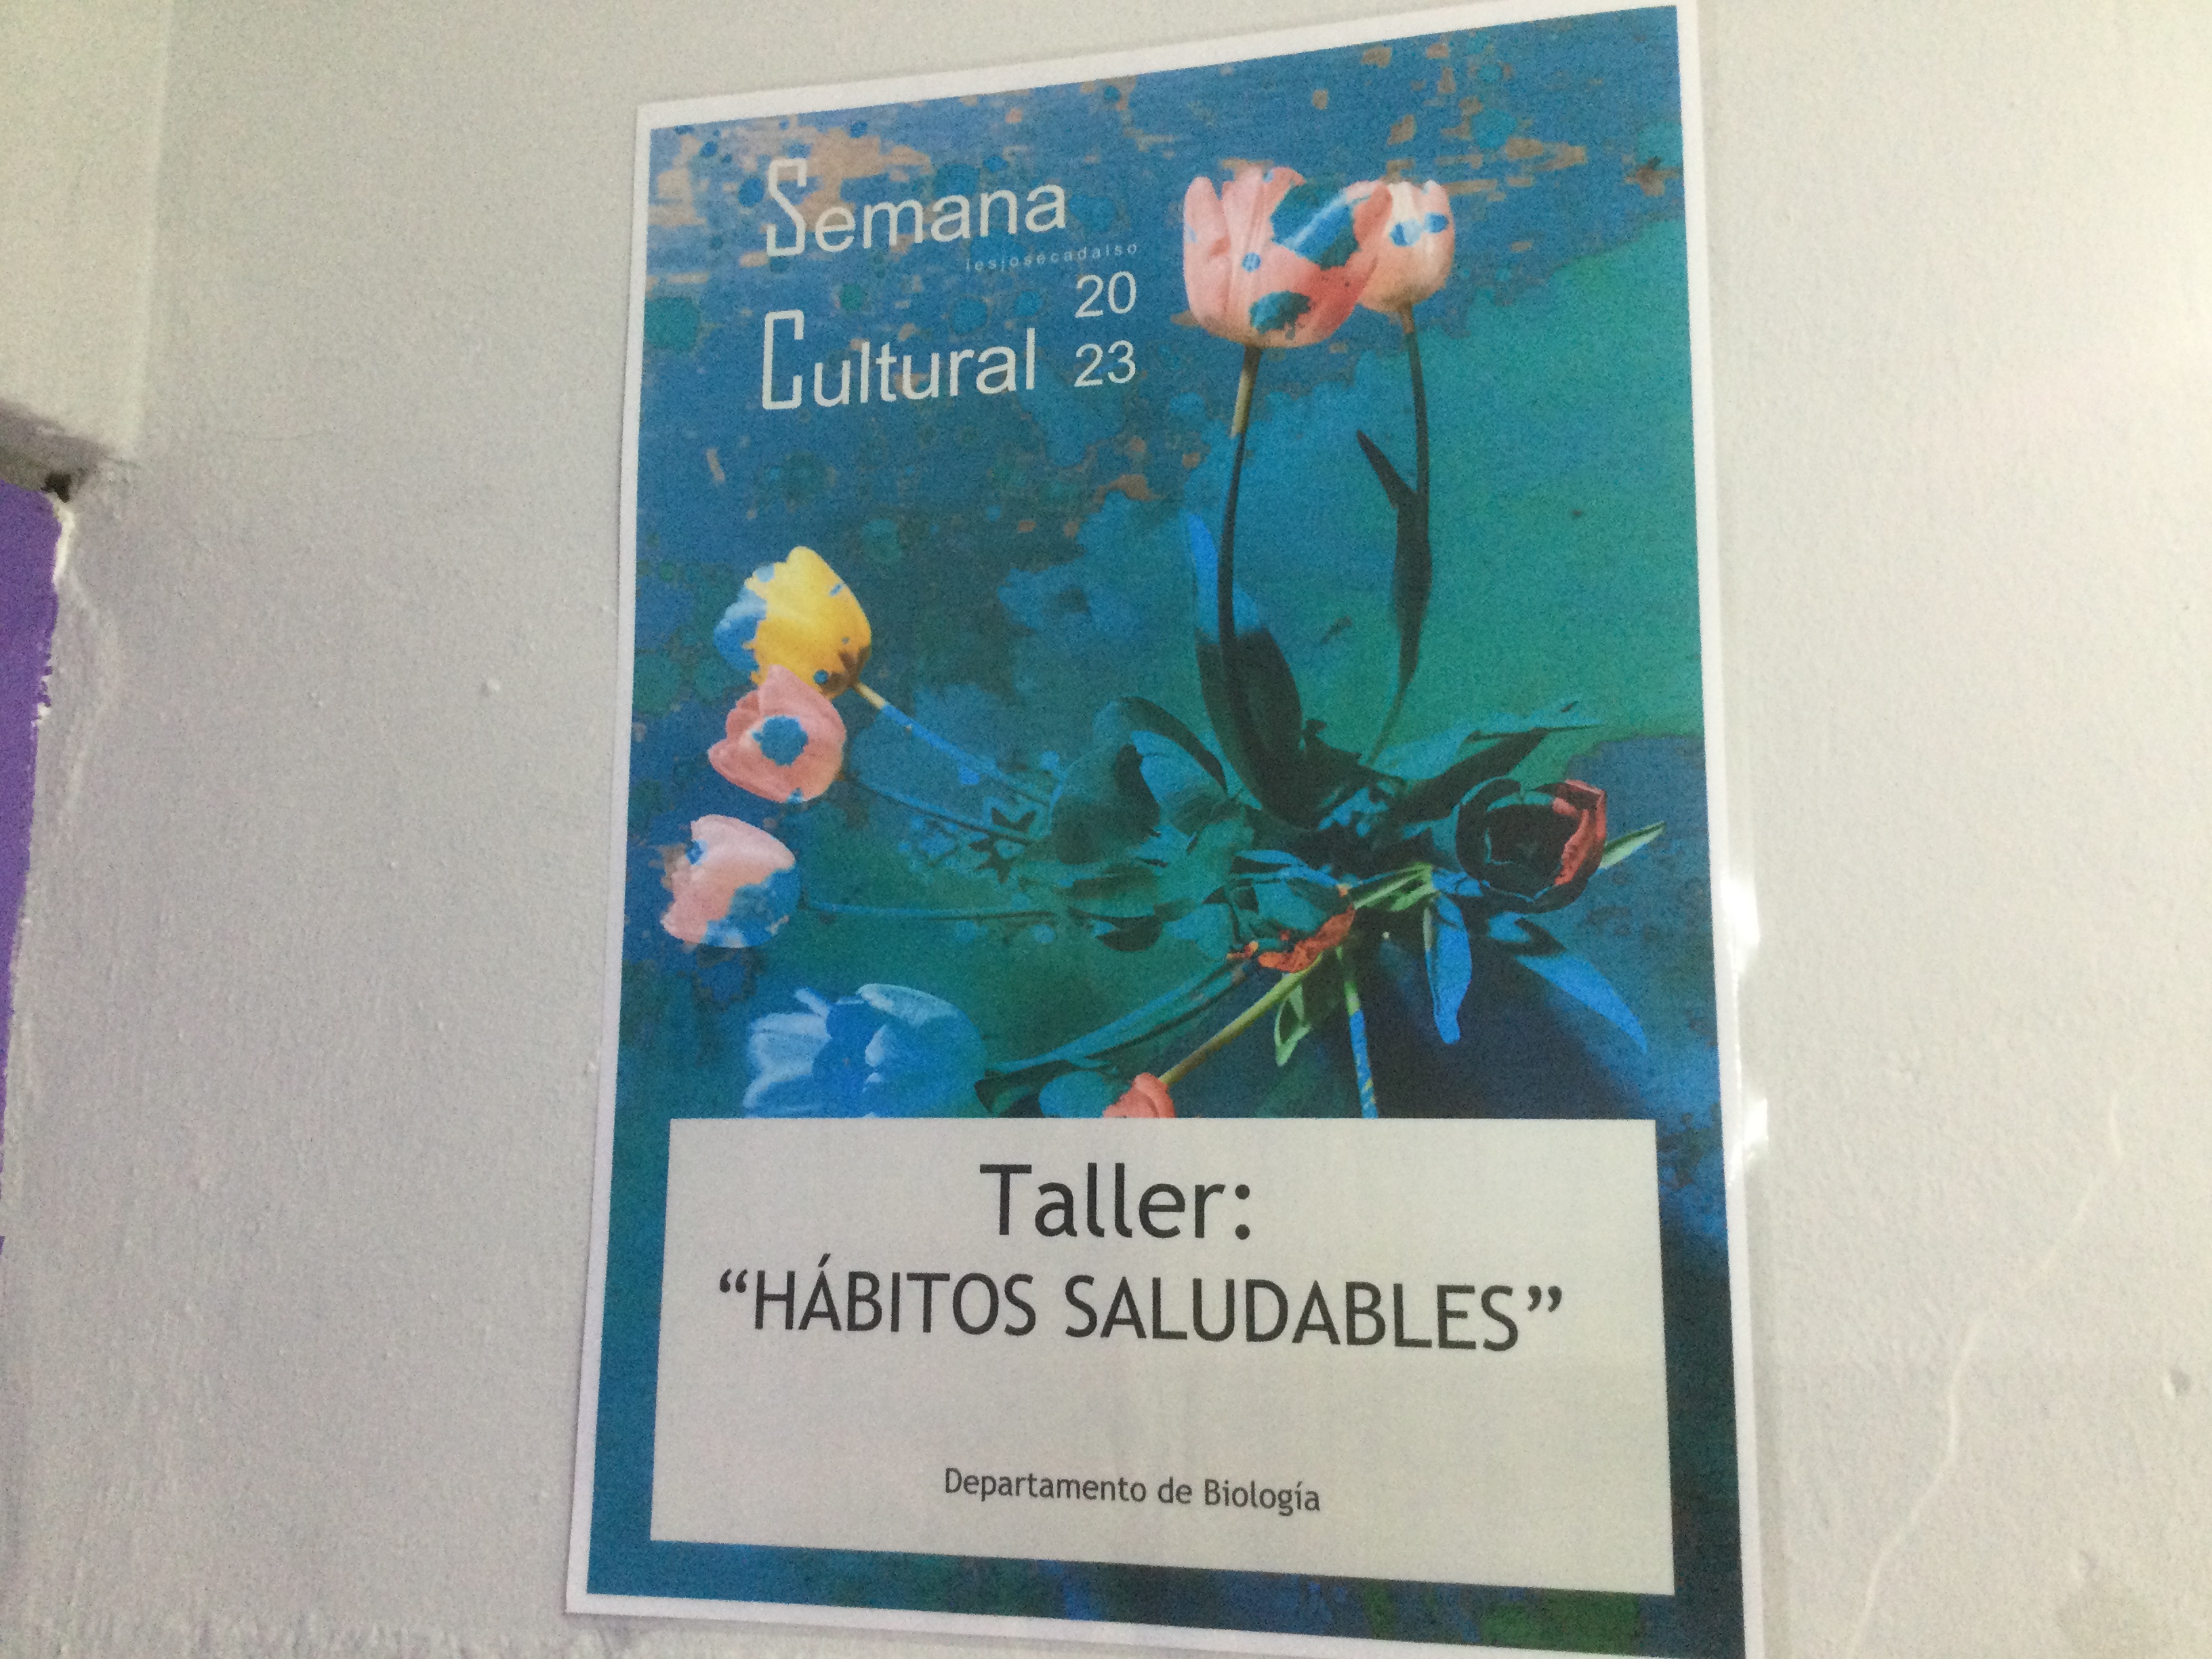 Semana
iesjosecadalso
20
Cultural 23
Taller:
“HÁBITOS SALUDABLES”
Departamento de Biología